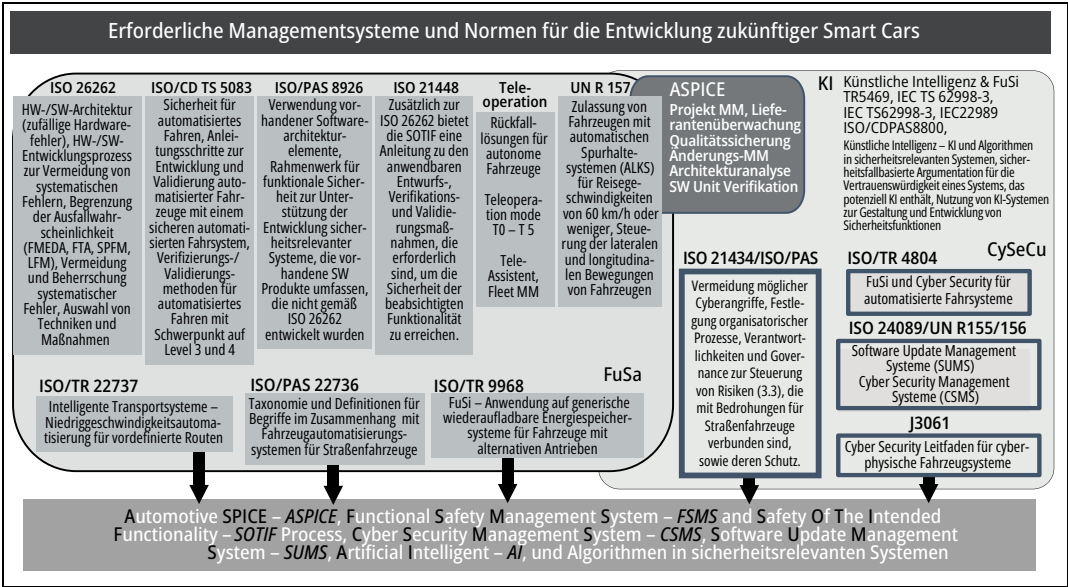 Erforderliche Managementsysteme und Normen für die Entwicklung zukünftiger Smart Cars
ISO 26262
HW-/SW-Architektur
(zufällige Hardware-
fehler), HW-/SW-
Entwicklungsprozess
zur Vermeidung von
systematischen
Fehlern, Begrenzung
der Ausfallwahr-
scheinlichkeit
(FMEDA, FTA, SPFM,
LFM), Vermeidung
und Beherrschung
systematischer
Fehler, Auswahl von
Techniken und
Maßnahmen
ISO/CD TS 5083
Sicherheit für
automatisiertes
Fahren, Anlei-
tungsschritte zur
Entwicklung und
Validierung auto-
matisierter Fahr-
zeuge mit einem
sicheren automati-
sierten Fahrsystem,
Verifizierungs-/
Validierungs-
methoden für
automatisiertes
Fahren mit
Schwerpunkt auf
Level 3 und 4
ISO/PAS 8926
Verwendung vor-
handener Software-
architektur-
elemente,
Rahmenwerk für
funktionale Sicher-
heit zur Unter-
stützung der
Entwicklung sicher-
heitsrelevanter
Systeme, die vor-
handene SW
Produkte umfassen,
die nicht gemäß
ISO 26262
entwickelt wurden
ISO 21448
Zusätzlich zur
ISO 26262 bietet
die SOTIF eine
Anleitung zu den
anwendbaren
Entwurfs-,
Verifikations-
und Validie-
rungsmaß-
nahmen, die
erforderlich
sind, um die
Sicherheit der
beabsichtigten
Funktionalität
zu erreichen.
Tele-
operation
Rückfall-
lösungen für
autonome
Fahrzeuge
Teleopera-
tion mode
T0 – T 5
Tele-
Assistent,
Fleet MM
UN R 157
Zulassung von
Fahrzeugen mit
automatischen
Spurhalte-
systemen (ALKS)
für Reisege-
schwindigkeiten
von 60 km/h oder
weniger, Steue-
rung der lateralen
und longitudina-
len Bewegungen
von Fahrzeugen
ASPICE
Projekt MM, Liefe-
rantenüberwachung
Qualitätssicherung
Änderungs-MM
Architekturanalyse
SW Unit Verifikation
KI
Künstliche Intelligenz & FuSi
TR5469, IEC TS 62998-3,
IEC TS62998-3, IEC22989
ISO/CDPAS8800,
Künstliche Intelligenz – KI und Algorithmen
in sicherheitsrelevanten Systemen, sicher-
heitsfallbasierte Argumentation für die
Vertrauenswürdigkeit eines Systems, das
potenziell KI enthält, Nutzung von KI-Systemen
zur Gestaltung und Entwicklung von
Sicherheitsfunktionen
CySeCu
ISO 21434/ISO/PAS
Vermeidung möglicher
Cyberangriffe, Festle-
gung organisatorischer
Prozesse, Verantwort-
lichkeiten und Gover-
nance zur Steuerung
von Risiken (3.3), die
mit Bedrohungen für
Straßenfahrzeuge
verbunden sind,
sowie deren Schutz.
ISO/TR 4804
FuSi und Cyber Security für
automatisierte Fahrsysteme
ISO 24089/UN R155/156
Software Update Management
Systeme (SUMS)
Cyber Security Management
Systeme (CSMS)
J3061
Cyber Security Leitfaden für cyber-
physische Fahrzeugsysteme
FuSa
ISO/TR 22737
Intelligente Transportsysteme –
Niedriggeschwindigkeitsautoma-
tisierung für vordefinierte Routen
ISO/PAS 22736
Taxonomie und Definitionen für
Begriffe im Zusammenhang mit
Fahrzeugautomatisierungs-
systemen für Straßenfahrzeuge
ISO/TR 9968
FuSi – Anwendung auf generische
wiederaufladbare Energiespeicher-
systeme für Fahrzeuge mit
alternativen Antrieben
Automotive SPICE – ASPICE, Functional Safety Management System – FSMS and Safety Of The Intended
Functionality – SOTIF Process, Cyber Security Management System – CSMS, Software Update Management
System – SUMS, Artificial Intelligent – AI, und Algorithmen in sicherheitsrelevanten Systemen